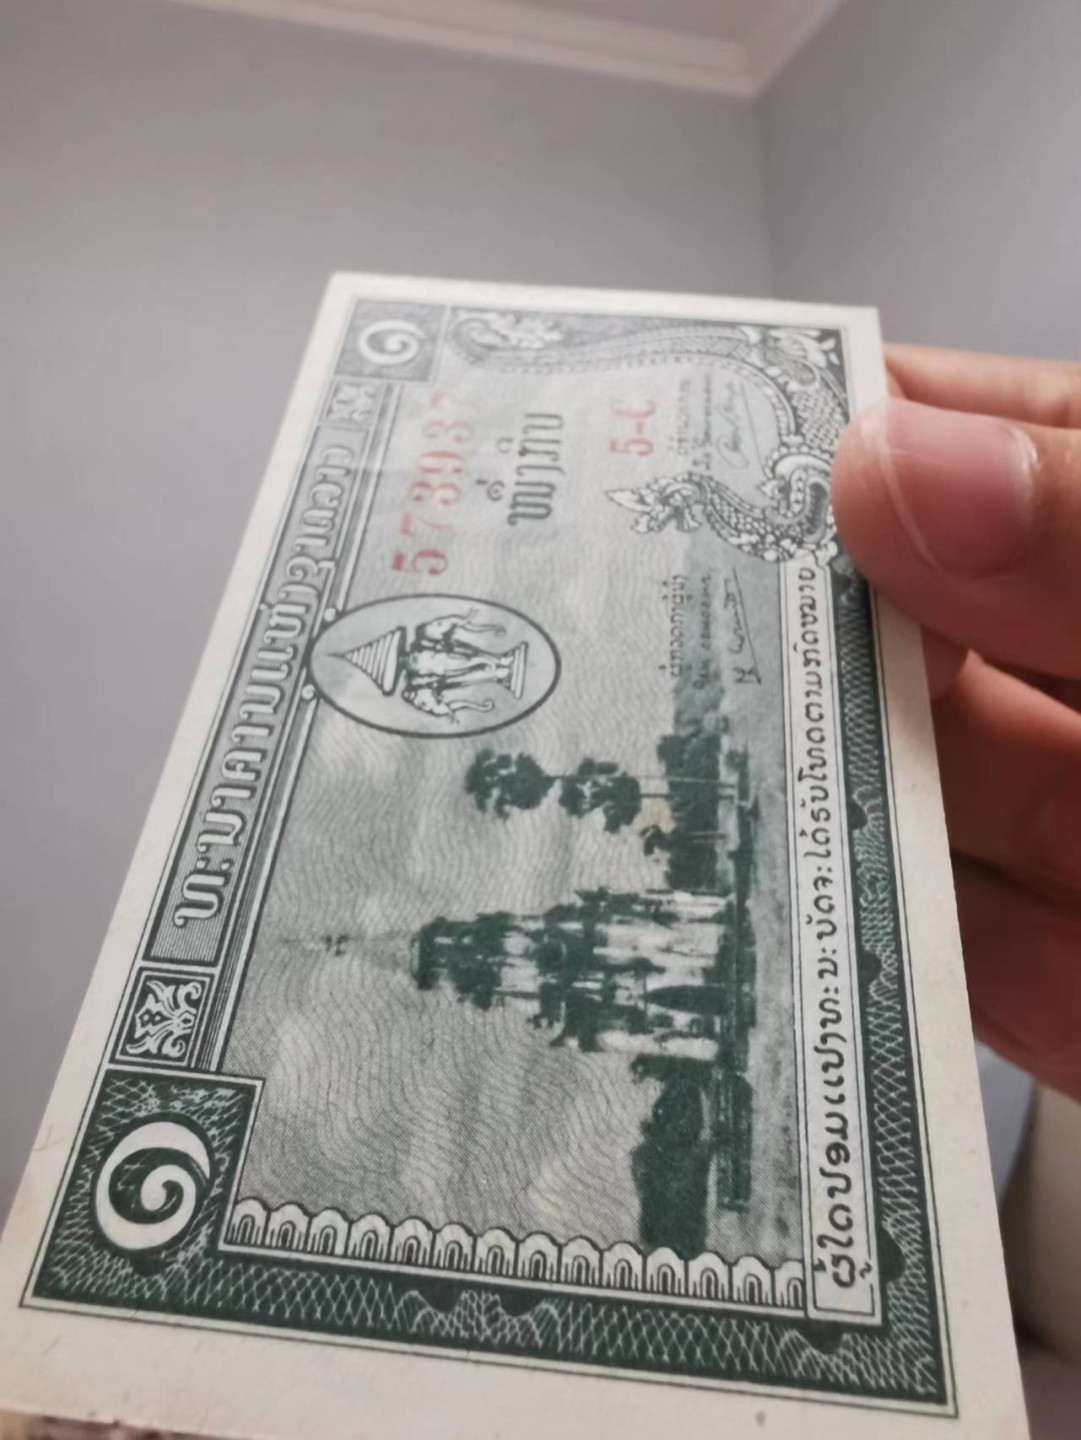 ໑
ທະນາຄານແຫ່ງຊາດລາວ
໑
573937
ໜຶ່ງກີບ
5-C
ຜູ້ໃດປອມແປງທະນະບັດຈະໄດ້ຮັບໂທດຕາມກົດໝາຍ